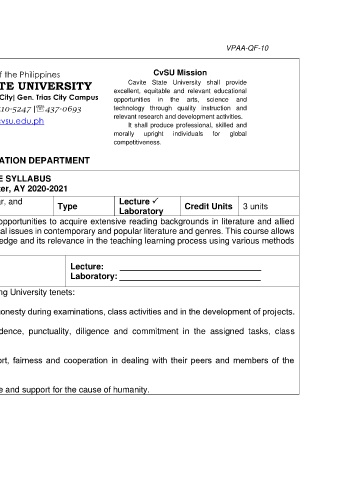 VPAA-QF-10
of the Philippines
TE UNIVERSITY
City| Gen. Trias City Campus
10-5247 |☏437-0693
vsu.edu.ph
CvSU Mission
Cavite State University shall provide
excellent, equitable and relevant educational
opportunities in the arts, science and
technology through quality instruction and
relevant research and development activities.
It shall produce professional, skilled and
morally upright individuals for global
competitiveness.
ATION DEPARTMENT
E SYLLABUS
ter, AY 2020-2021
ar, and
Type
Lecture ✓
Laboratory
Credit Units
3 units
opportunities to acquire extensive reading backgrounds in literature and allied
al issues in contemporary and popular literature and genres. This course allows
edge and its relevance in the teaching learning process using various methods
Lecture:
Laboratory:
ng University tenets:
onesty during examinations, class activities and in the development of projects.
dence, punctuality, diligence and commitment in the assigned tasks, class
ort, fairness and cooperation in dealing with their peers and members of the
e and support for the cause of humanity.